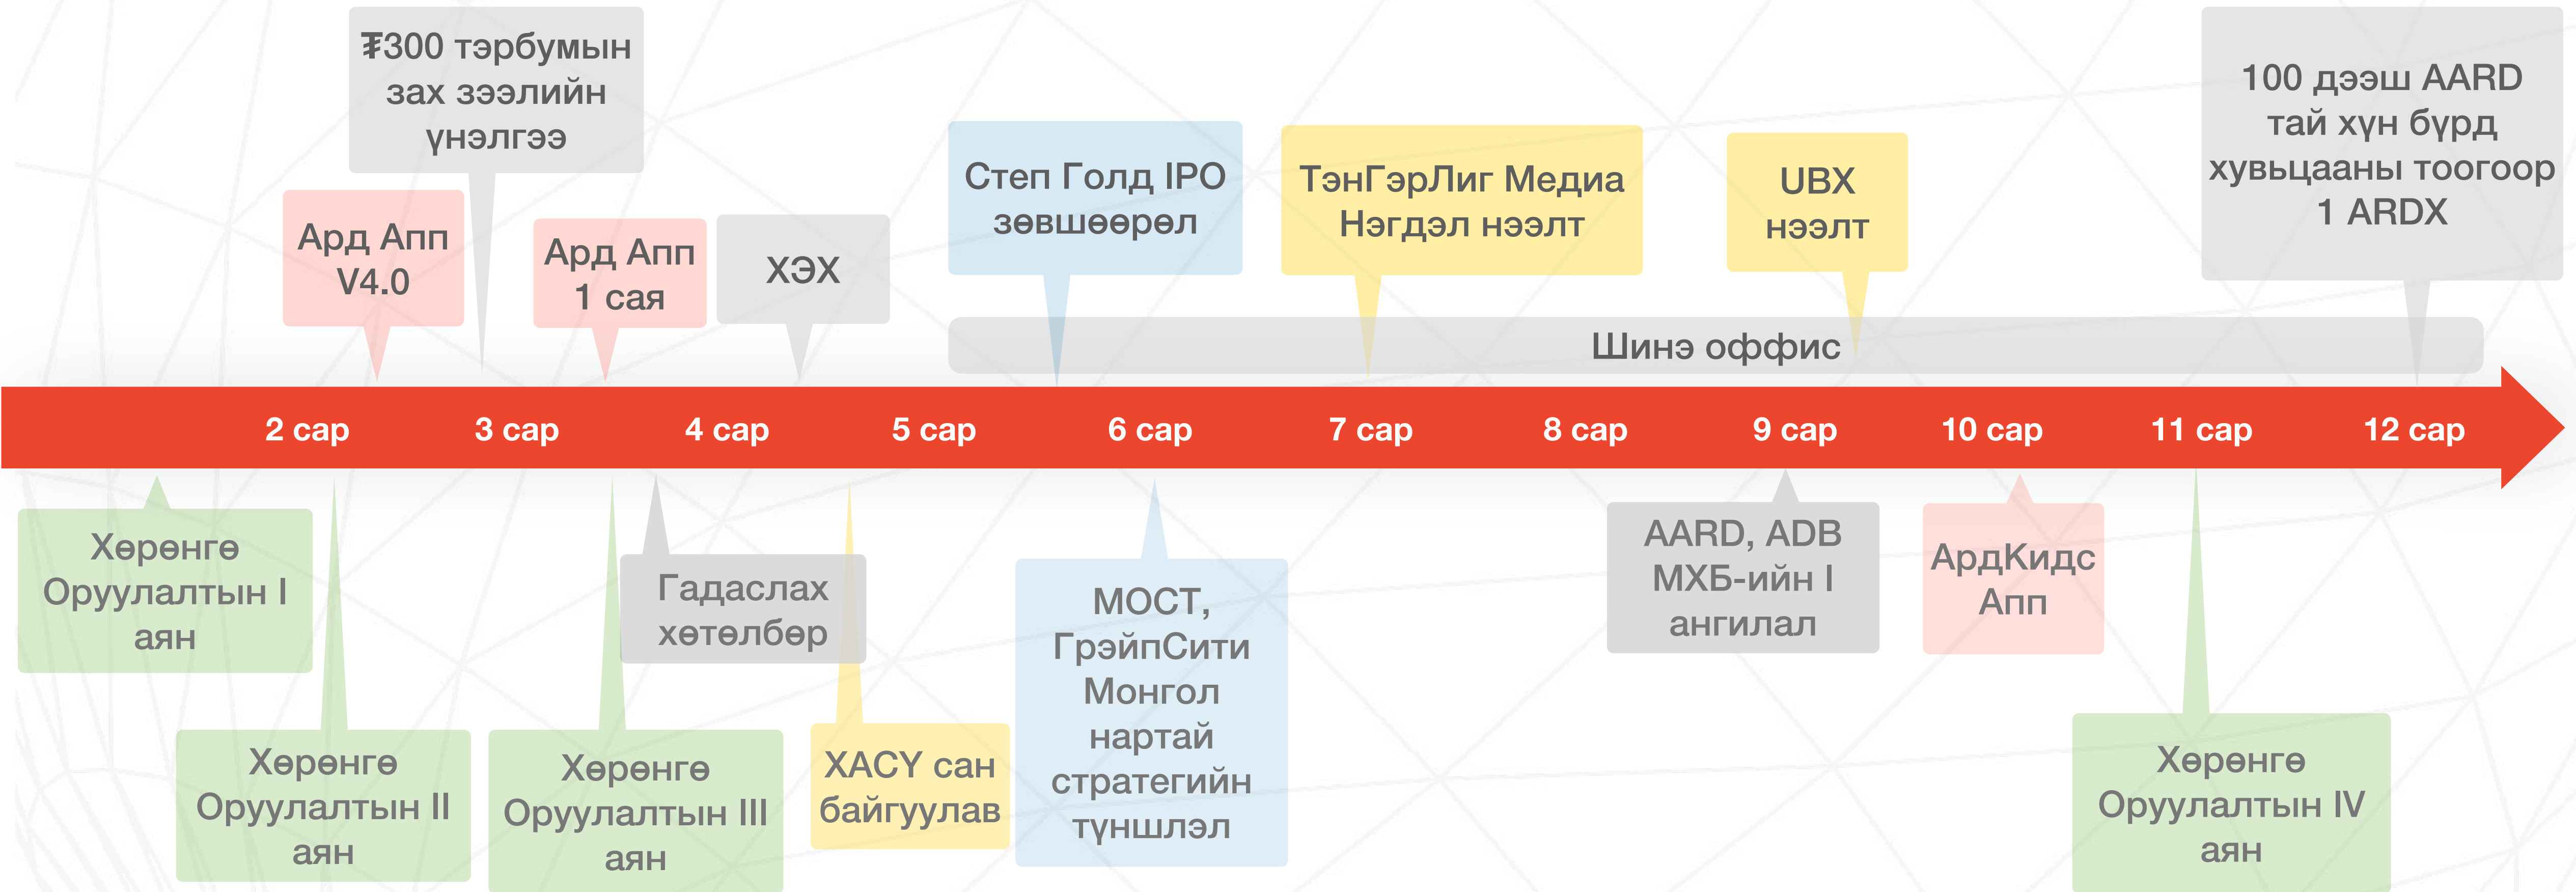 ₮300 тэрбумын
зах зээлийн
үнэлгээ
100 дээш AARD
тай хүн бүрд
хувьцааны тоогоор
1 ARDX
Степ Голд IPO
зөвшөөрөл
ТэнГэрЛиг Медиа
Нэгдэл нээлт
UBX
нээлт
Ард Апп
V4.0
Ард Апп
1 сая
ХЭХ
Шинэ оффис
2 сар
3 сар
4 сар
5 сар
6 сар
7 сар
8 сар
9 сар
10 сар
11 сар
12 сар
Хөрөнгө
Оруулалтын I
аян
Гадаслах
хөтөлбөр
МОСТ,
ГрэйпСити
Монгол
нартай
стратегийн
түншлэл
AARD, ADB
МХБ-ийн I
ангилал
АрдКидс
Апп
Хөрөнгө
Оруулалтын II
аян
Хөрөнгө
Оруулалтын III
аян
ХАСҮ сан
байгуулав
Хөрөнгө
Оруулалтын IV
аян